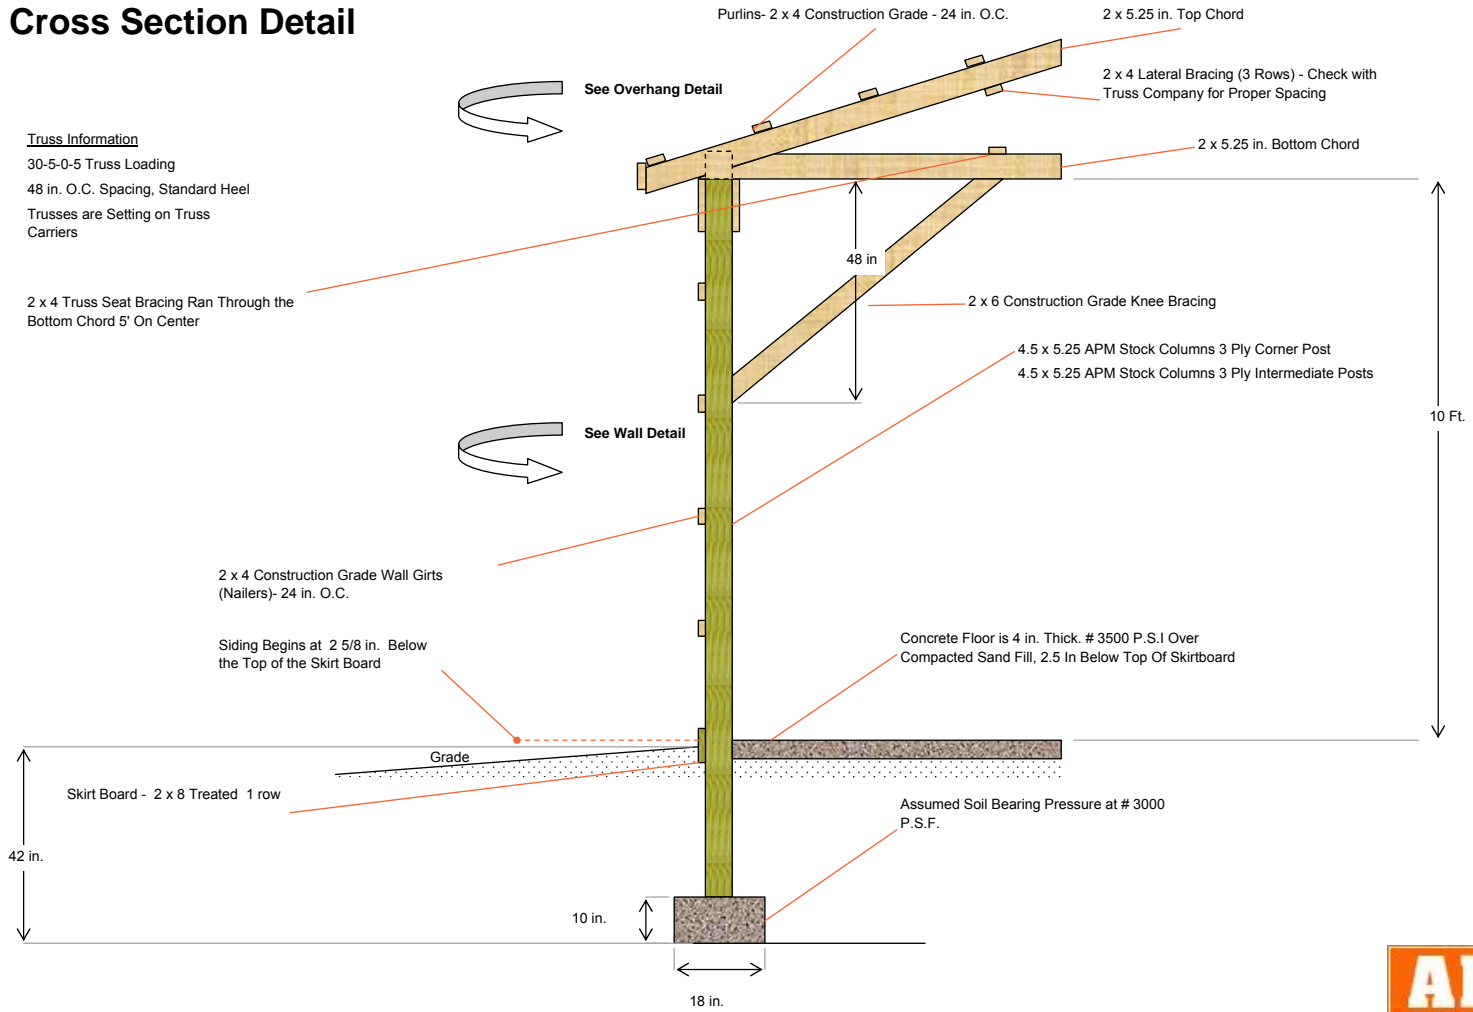 Cross Section Detail
Purlins- 2 x 4 Construction Grade - 24 in. O.C.
2 x 5.25 in. Top Chord
See Overhang Detail
2 x 4 Lateral Bracing (3 Rows) - Check with
Truss Company for Proper Spacing
Truss Information
30-5-0-5 Truss Loading
48 in. O.C. Spacing, Standard Heel
Trusses are Setting on Truss
Carriers
2 x 5.25 in. Bottom Chord
48 in
2 x 4 Truss Seat Bracing Ran Through the
Bottom Chord 5' On Center
2 x 6 Construction Grade Knee Bracing
4.5 x 5.25 APM Stock Columns 3 Ply Corner Post
4.5 x 5.25 APM Stock Columns 3 Ply Intermediate Posts
10 Ft.
See Wall Detail
2 x 4 Construction Grade Wall Girts
(Nailers)- 24 in. O.C.
Siding Begins at  2 5/8 in.  Below
the Top of the Skirt Board
Concrete Floor is 4 in. Thick. # 3500 P.S.I Over
Compacted Sand Fill, 2.5 In Below Top Of Skirtboard
Grade
Skirt Board -  2 x 8 Treated  1 row
Assumed Soil Bearing Pressure at # 3000
P.S.F.
42 in.
10 in.
18 in.